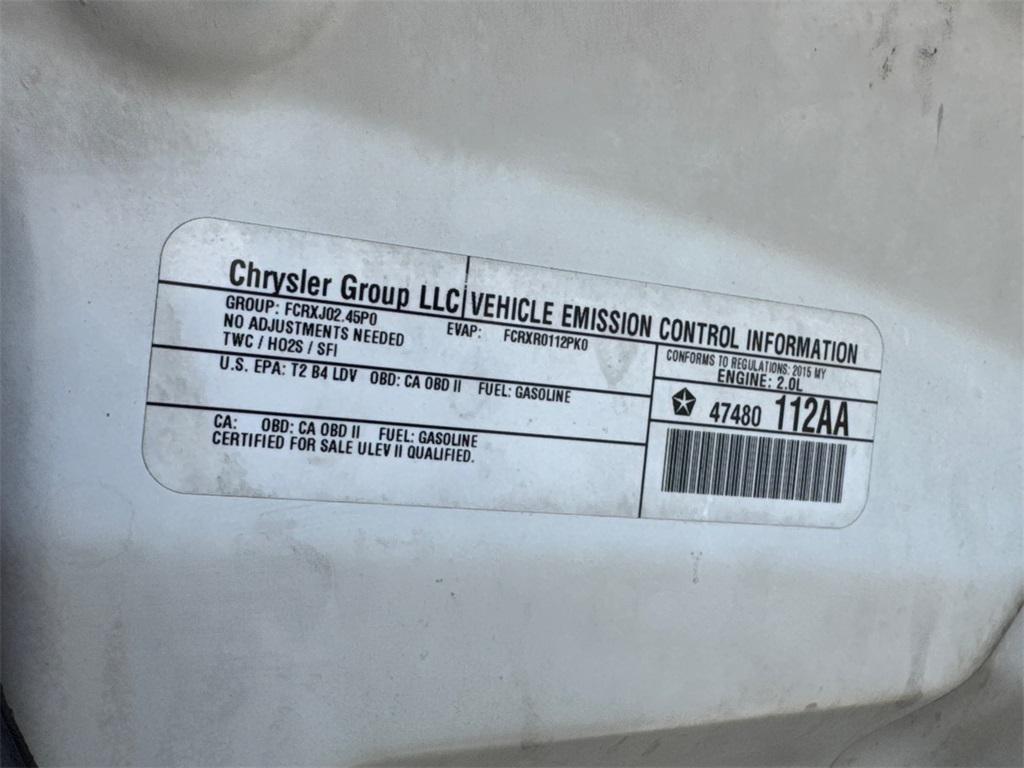 Chrysler Group LLC VEHICLE EMISSION CONTROL INFORMATION
GROUP: FCRXJ02.45P0 EVAP: FCRXR0112PK0
NO ADJUSTMENTS NEEDED
TWC / HO2S / SFI
U.S. EPA: T2 B4 LDV OBD: CA OBD II FUEL: GASOLINE
CA: OBD: CA OBD II FUEL: GASOLINE
CERTIFIED FOR SALE ULEV II QUALIFIED.
CONFORMS TO REGULATIONS: 2015 MY
ENGINE: 2.0L
47480 112AA